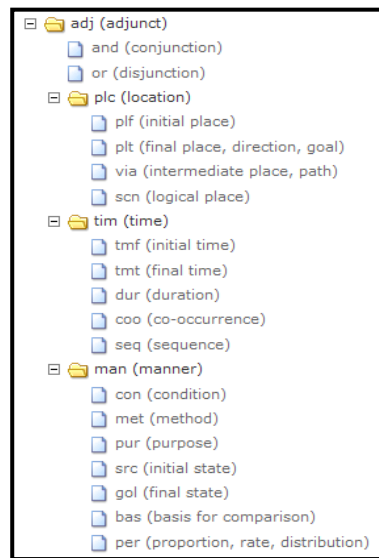 adj (adjunct)
and (conjunction)
or (disjunction)
plc (location)
plf (initial place)
plt (final place, direction, goal)
via (intermediate place, path)
scn (logical place)
tim (time)
tmf (initial time)
tmt (final time)
dur (duration)
coo (co-occurrence)
seq (sequence)
man (manner)
con (condition)
met (method)
pur (purpose)
src (initial state)
gol (final state)
bas (basis for comparison)
per (proportion, rate, distribution)